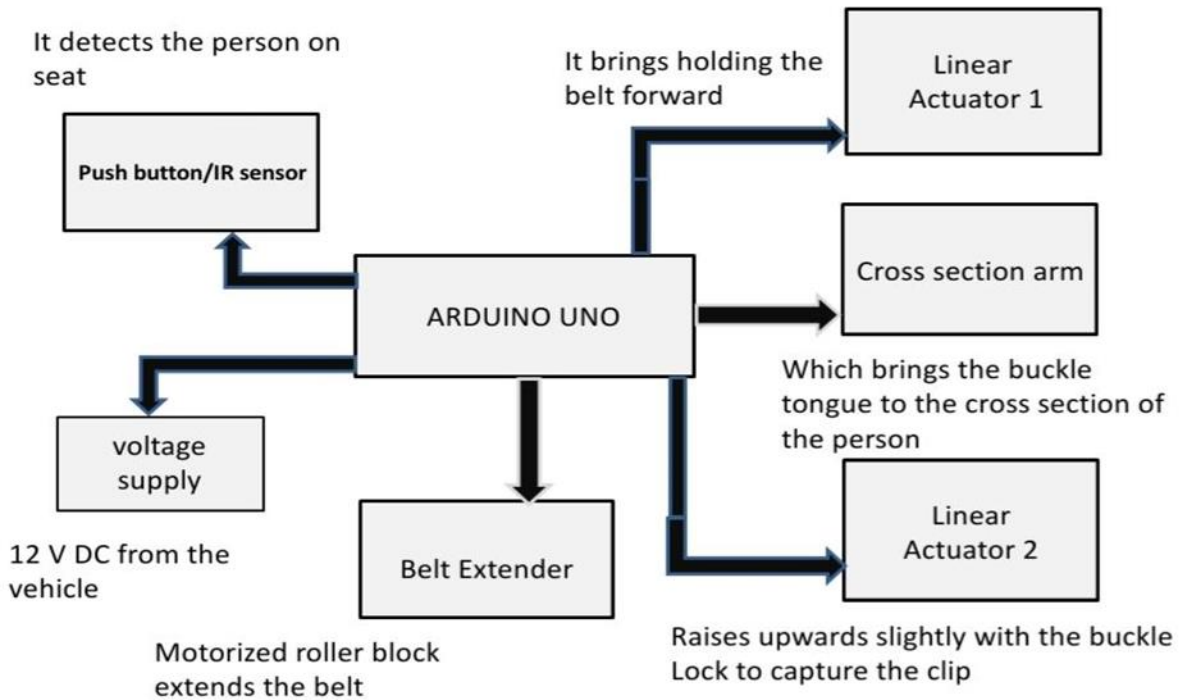 It detects the person on
seat
Push button/IR sensor
It brings holding the
belt forward
Linear
Actuator 1
ARDUINO UNO
Cross section arm
Which brings the buckle
tongue to the cross section of
the person
voltage
supply
12 V DC from the
vehicle
Belt Extender
Motorized roller block
extends the belt
Linear
Actuator 2
Raises upwards slightly with the buckle
Lock to capture the clip